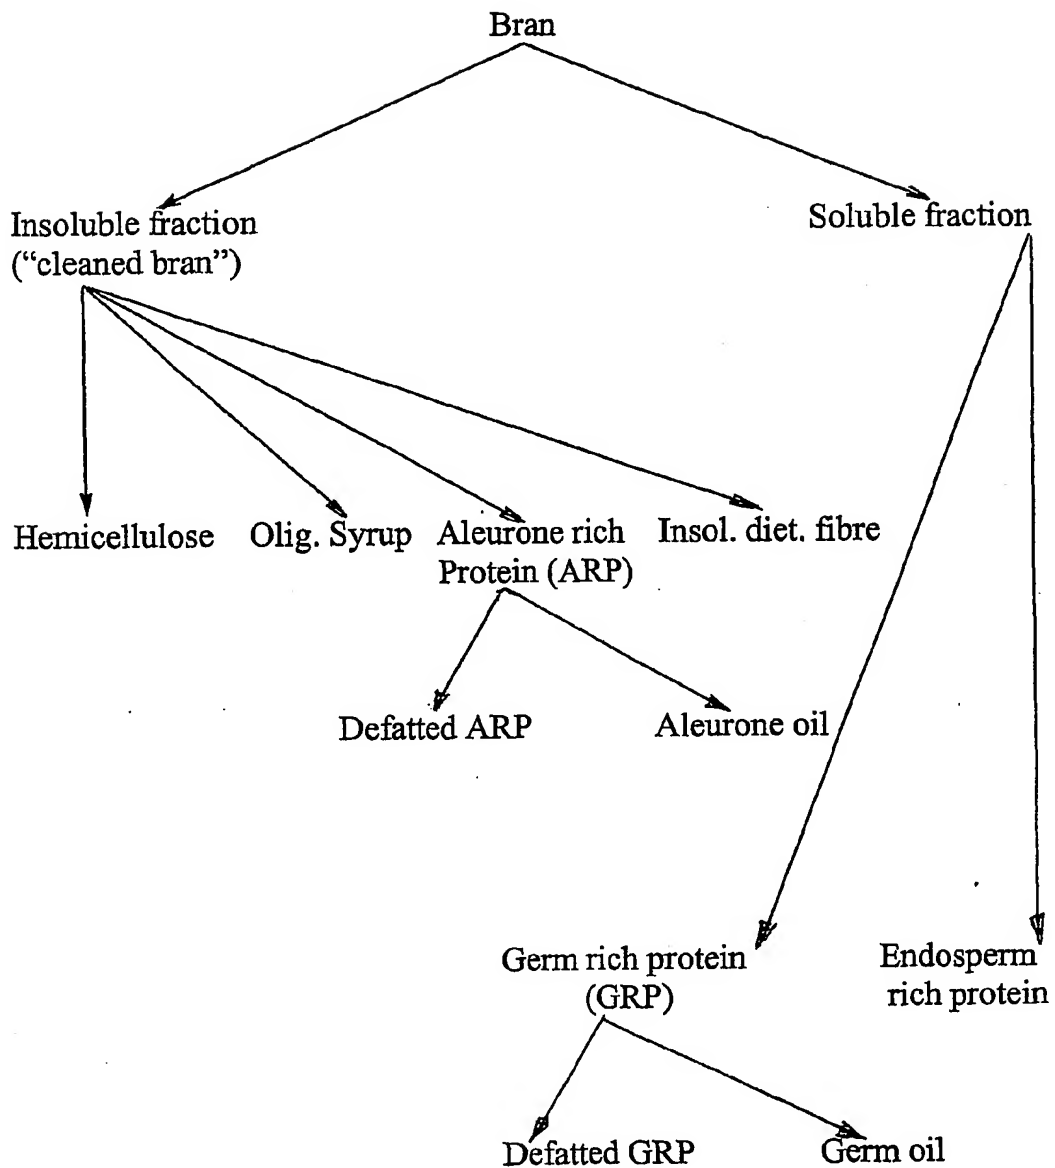 Bran
Insoluble fraction
(“cleaned bran”)
Soluble fraction
Hemicellulose
Olig. Syrup
Aleurone rich
Protein (ARP)
Insol. diet. fibre
Defatted ARP
Aleurone oil
Germ rich protein
(GRP)
Endosperm
rich protein
Defatted GRP
Germ oil